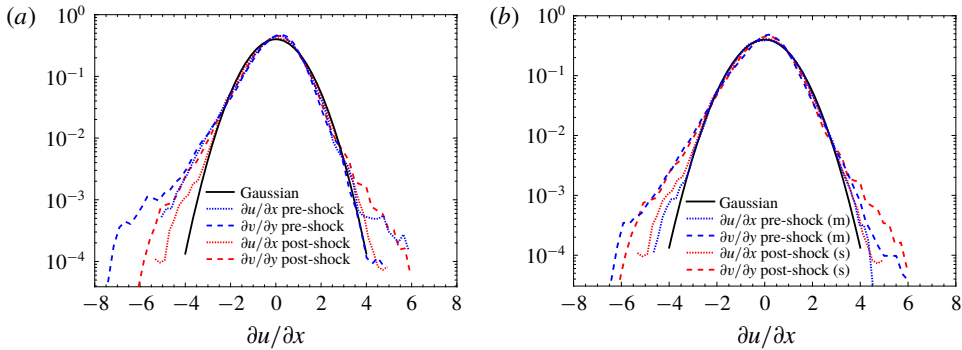 (a)
10^0
10^−1
10^−2
10^−3
10^−4
Gaussian
∂u/∂x pre-shock
∂v/∂y pre-shock
∂u/∂x post-shock
∂v/∂y post-shock
−8 −6 −4 −2 0 2 4 6 8
∂u/∂x
(b)
10^0
10^−1
10^−2
10^−3
10^−4
Gaussian
∂u/∂x pre-shock (m)
∂v/∂y pre-shock (m)
∂u/∂x post-shock (s)
∂v/∂y post-shock (s)
−8 −6 −4 −2 0 2 4 6 8
∂u/∂x